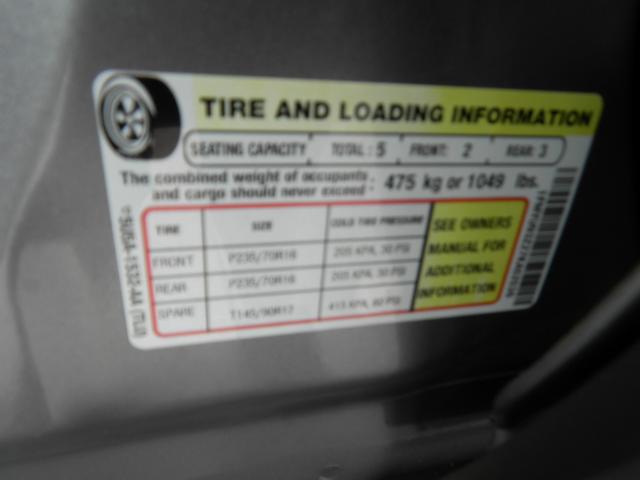 TIRE AND LOADING INFORMATION
SEATING CAPACITY TOTAL: 5 FRONT: 2 REAR: 3
The combined weight of occupants
and cargo should never exceed: 475 kg or 1049 lbs.
TIRE SIZE COLD TIRE PRESSURE
FRONT P235/70R16 205 KPA, 30 PSI
REAR P235/70R16 205 KPA, 30 PSI
SPARE T145/90R17 415 KPA, 60 PSI
SEE OWNERS
MANUAL FOR
ADDITIONAL
INFORMATION